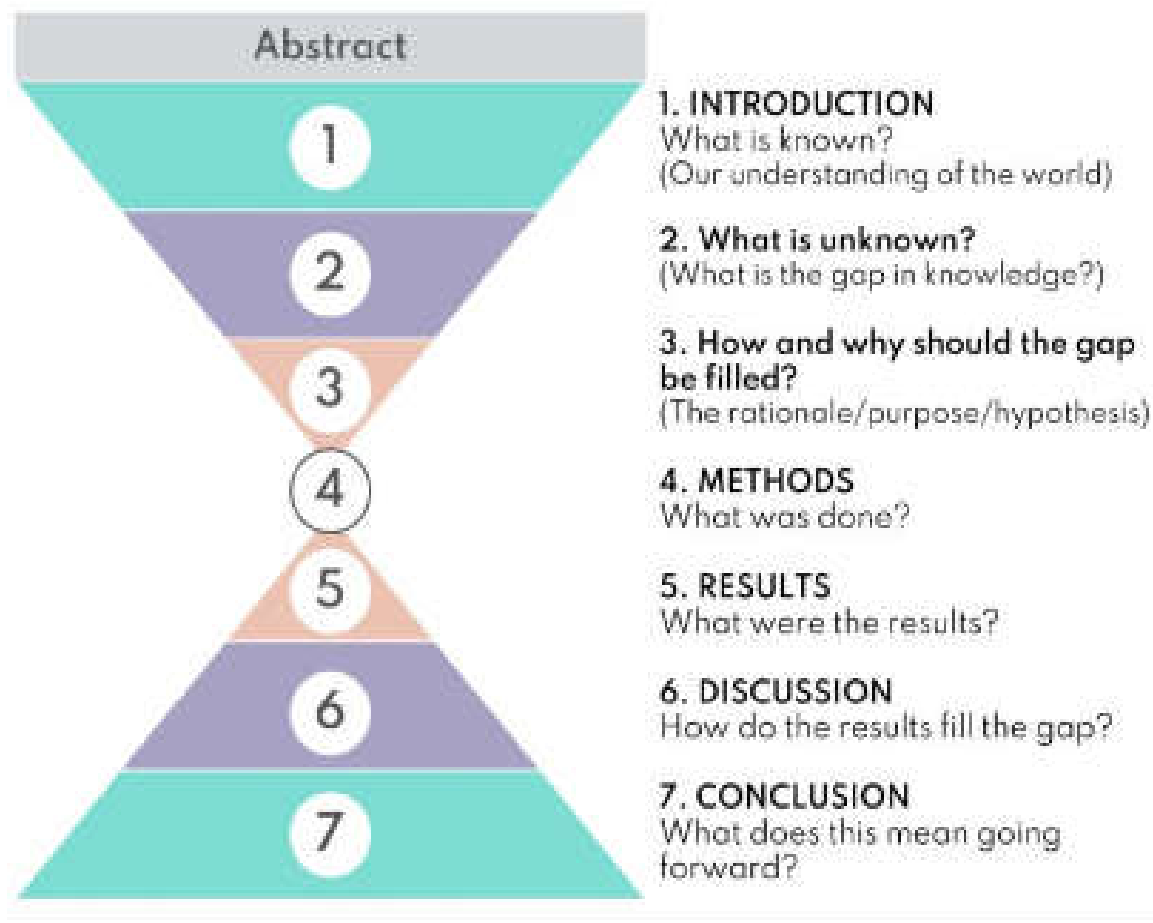 Abstract
1
2
3
4
5
6
7
1. INTRODUCTION
What is known?
(Our understanding of the world)
2. What is unknown?
(What is the gap in knowledge?)
3. How and why should the gap
be filled?
(The rationale/purpose/hypothesis)
4. METHODS
What was done?
5. RESULTS
What were the results?
6. DISCUSSION
How do the results fill the gap?
7. CONCLUSION
What does this mean going
forward?